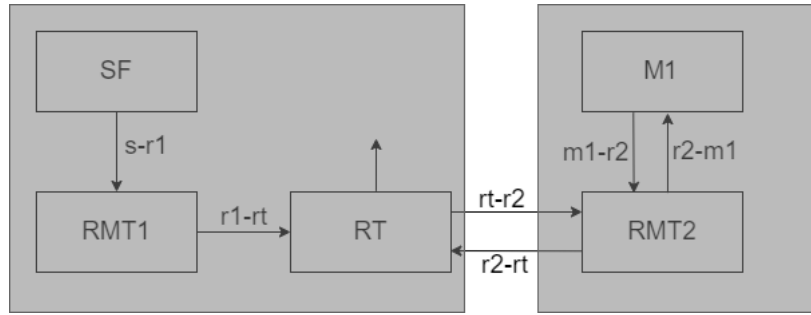 SF
M1
s-r1
m1-r2
r2-m1
RMT1
r1-rt
RT
rt-r2
r2-rt
RMT2